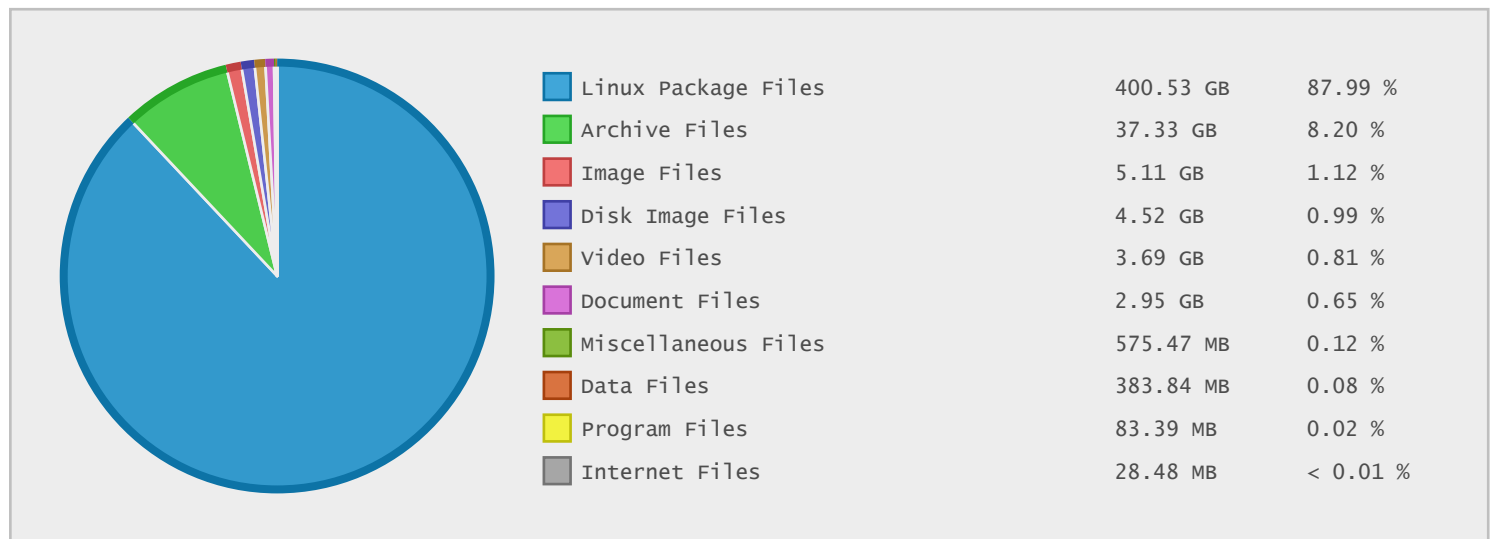 Linux Package Files 400.53 GB 87.99 %
Archive Files 37.33 GB 8.20 %
Image Files 5.11 GB 1.12 %
Disk Image Files 4.52 GB 0.99 %
Video Files 3.69 GB 0.81 %
Document Files 2.95 GB 0.65 %
Miscellaneous Files 575.47 MB 0.12 %
Data Files 383.84 MB 0.08 %
Program Files 83.39 MB 0.02 %
Internet Files 28.48 MB < 0.01 %